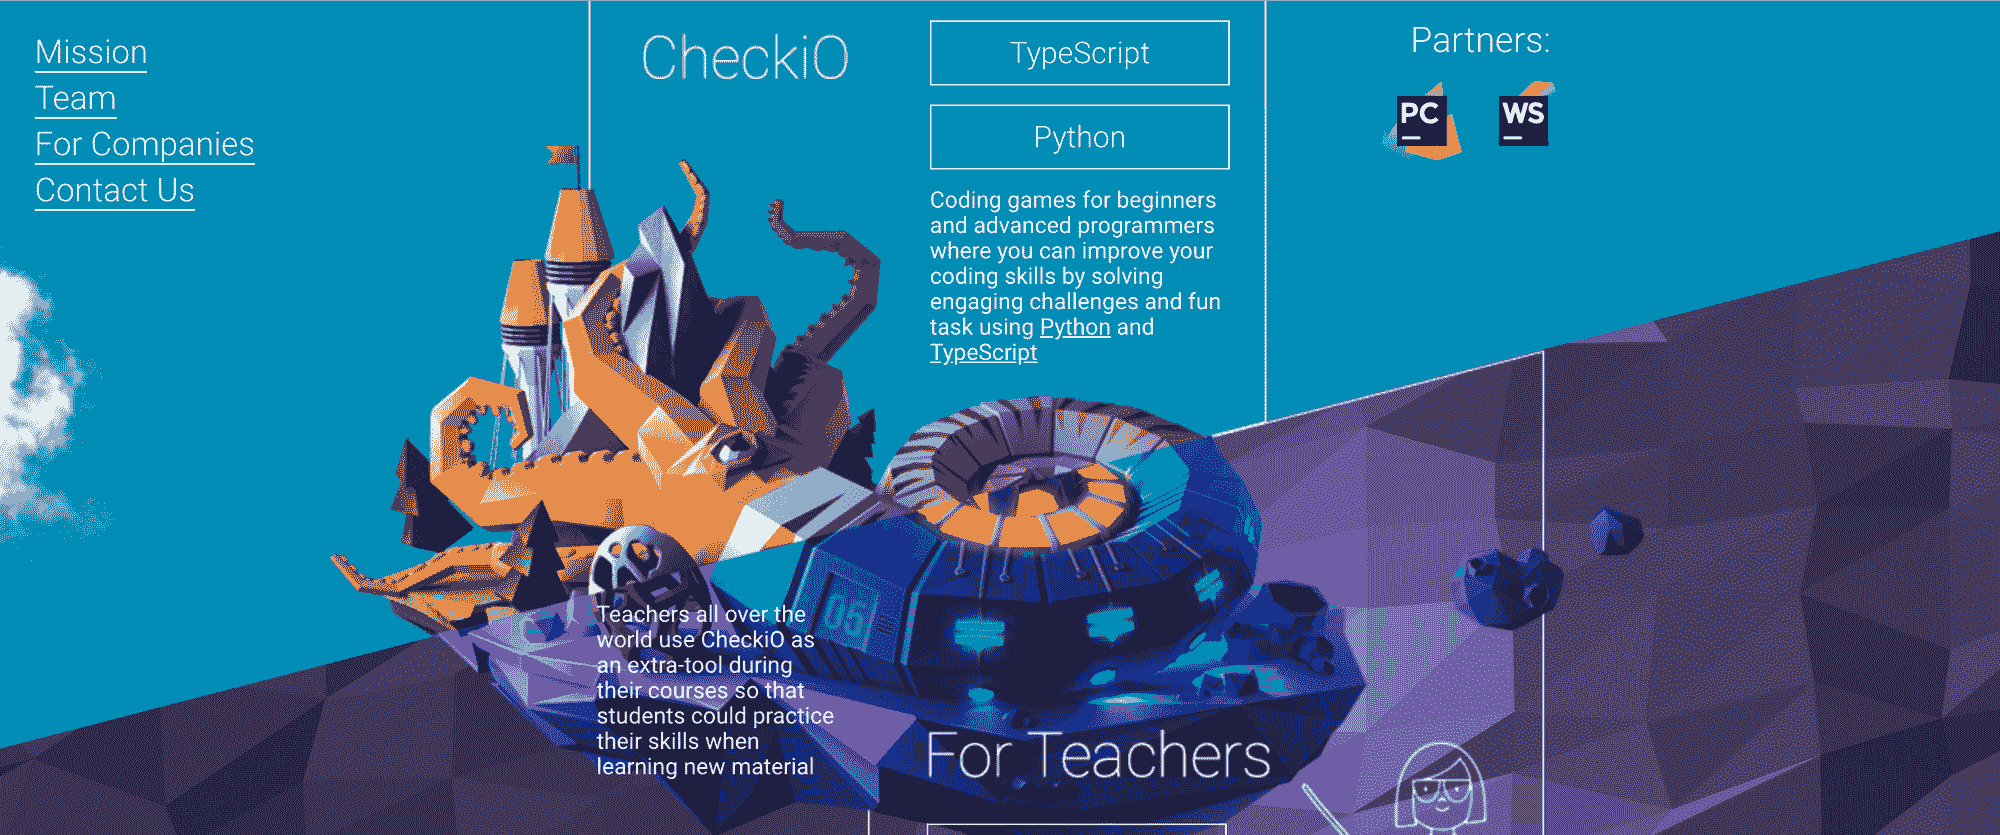 Mission
Team
For Companies
Contact Us
CheckiO
TypeScript
Python
Coding games for beginners
and advanced programmers
where you can improve your
coding skills by solving
engaging challenges and fun
task using Python and
TypeScript
Partners:
PC
WS
05
Teachers all over the
world use CheckiO as
an extra-tool during
their courses so that
students could practice
their skills when
learning new material
For Teachers